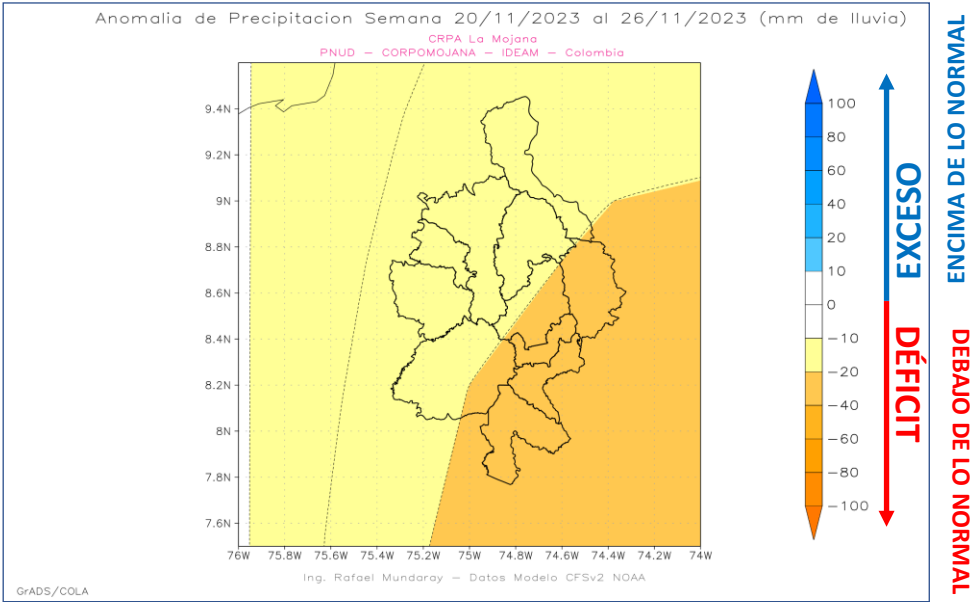 Anomalia de Precipitacion Semana 20/11/2023 al 26/11/2023 (mm de lluvia)
CRPA La Mojana
PNUD – CORPOMOJANA – IDEAM – Colombia
9.4N
9.2N
9N
8.8N
8.6N
8.4N
8.2N
8N
7.8N
7.6N
76W 75.8W 75.6W 75.4W 75.2W 75W 74.8W 74.6W 74.4W 74.2W 74W
100
80
60
40
20
10
0
−10
−20
−40
−60
−80
−100
EXCESO
DÉFICIT
ENCIMA DE LO NORMAL
DEBAJO DE LO NORMAL
Ing. Rafael Mundaray – Datos Modelo CFSv2 NOAA
GrADS/COLA